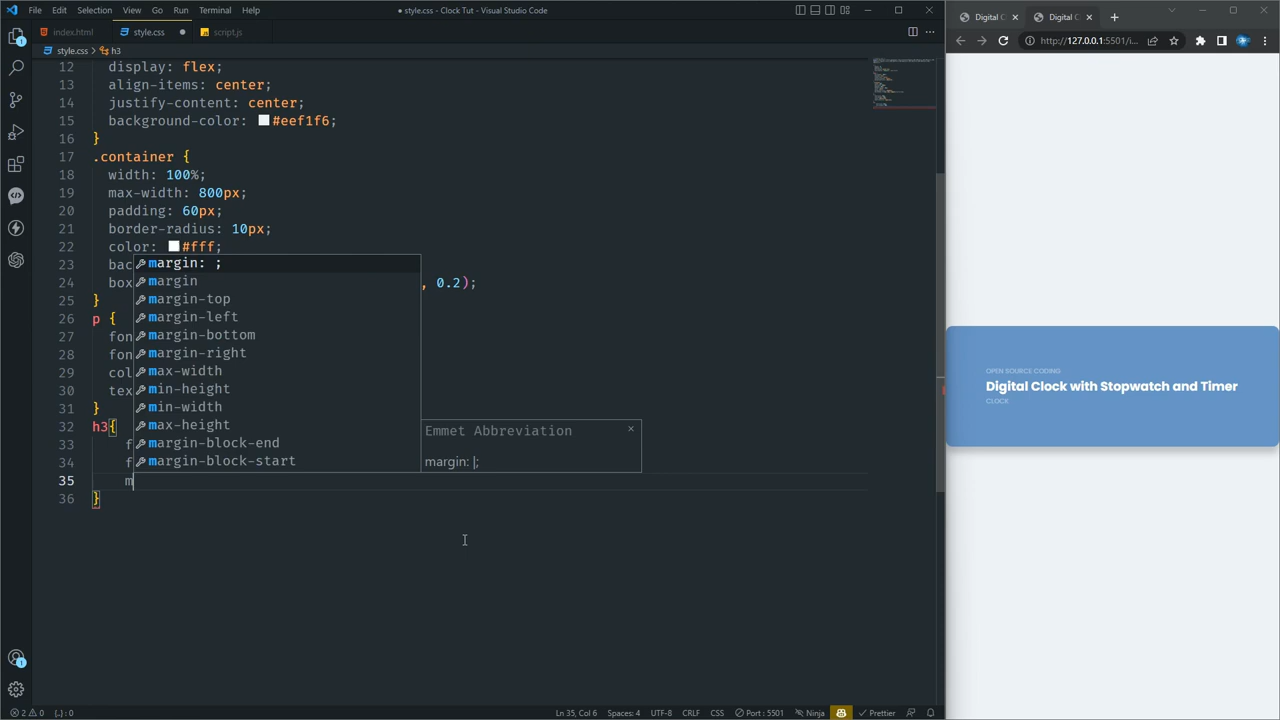 File Edit Selection View Go Run Terminal Help
● style.css - Clock Tut - Visual Studio Code
index.html style.css ● script.js
style.css > h3
12 display: flex;
13 align-items: center;
14 justify-content: center;
15 background-color: #eef1f6;
16 }
17 .container {
18 width: 100%;
19 max-width: 800px;
20 padding: 60px;
21 border-radius: 10px;
22 color: #fff;
23 bac
24 box , 0.2);
25 }
26 p {
27 fon
28 fon
29 col
30 tex
31 }
32 h3{
33 f
34 f
35 m
36 }
margin: ;
margin
margin-top
margin-left
margin-bottom
margin-right
max-width
min-height
min-width
max-height
margin-block-end
margin-block-start
Emmet Abbreviation
margin: |;
2 0 {..} : 0
Ln 35, Col 6 Spaces: 4 UTF-8 CRLF CSS Port : 5501 Ninja Prettier
Digital C Digital C
http://127.0.0.1:5501/i...
OPEN SOURCE CODING
Digital Clock with Stopwatch and Timer
CLOCK